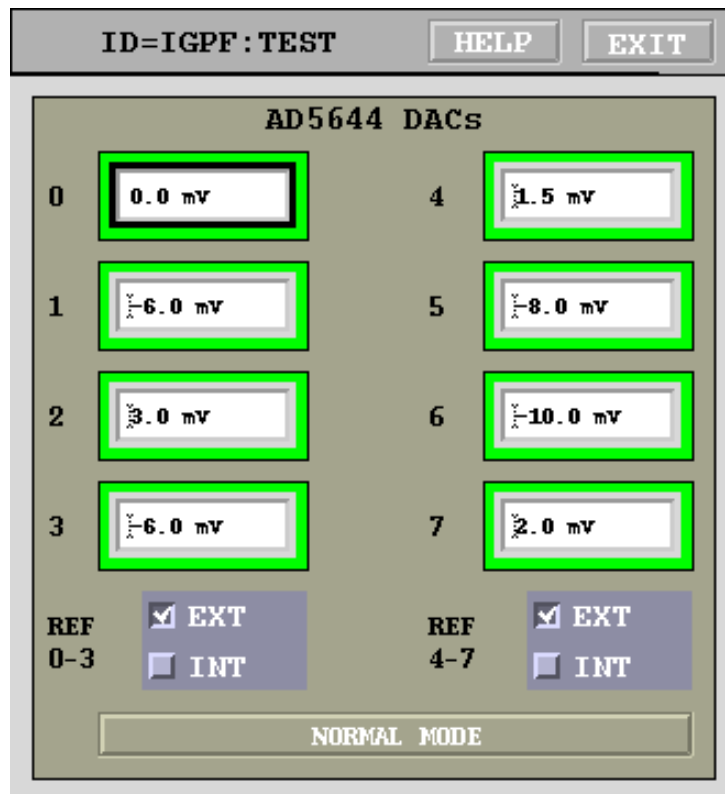 ID=IGPF:TEST HELP EXIT
AD5644 DACs
0 0.0 mV 4 1.5 mV
1 -6.0 mV 5 -8.0 mV
2 3.0 mV 6 -10.0 mV
3 -6.0 mV 7 2.0 mV
REF 0-3 EXT INT REF 4-7 EXT INT
NORMAL MODE